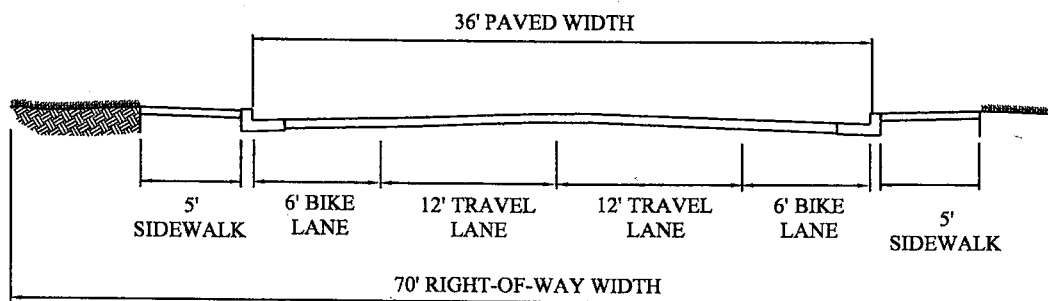 36' PAVED WIDTH
5'
SIDEWALK
6' BIKE
LANE
12' TRAVEL
LANE
12' TRAVEL
LANE
6' BIKE
LANE
5'
SIDEWALK
70' RIGHT-OF-WAY WIDTH